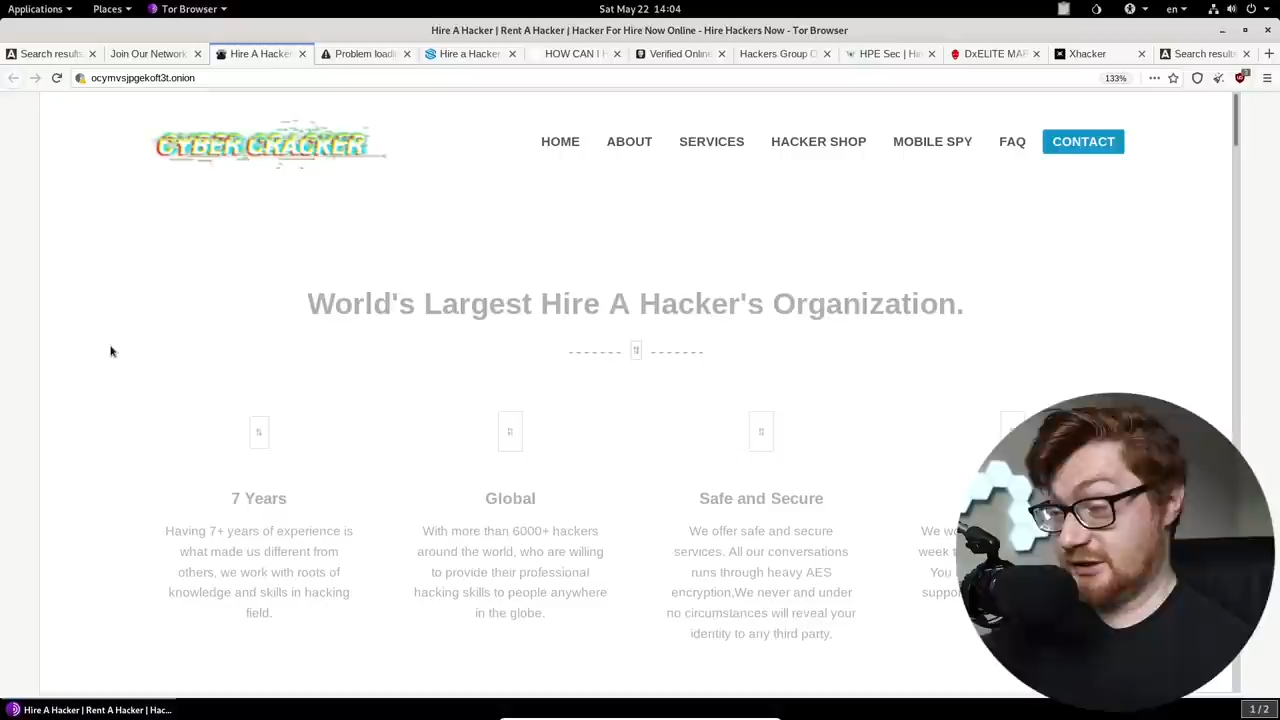 Applications Places Tor Browser Sat May 22 14:04 en
Hire A Hacker | Rent A Hacker | Hacker For Hire Now Online - Hire Hackers Now - Tor Browser
Search results Join Our Network Hire A Hacker Problem loadi Hire a Hacker HOW CAN I Verified Online Hackers Group HPE Sec | Hi DxELITE MA Xhacker Search results
ocymvsjpgekoft3t.onion 133%
CYBER CRACKER
HOME ABOUT SERVICES HACKER SHOP MOBILE SPY FAQ CONTACT
World's Largest Hire A Hacker's Organization.
7 Years
Having 7+ years of experience is
what made us different from
others, we work with roots of
knowledge and skills in hacking
field.
Global
With more than 6000+ hackers
around the world, who are willing
to provide their professional
hacking skills to people anywhere
in the globe.
Safe and Secure
We offer safe and secure
services. All our conversations
runs through heavy AES
encryption,We never and under
no circumstances will reveal your
identity to any third party.
We
week
You
Hire A Hacker | Rent A Hacker | Hac... 1 / 2